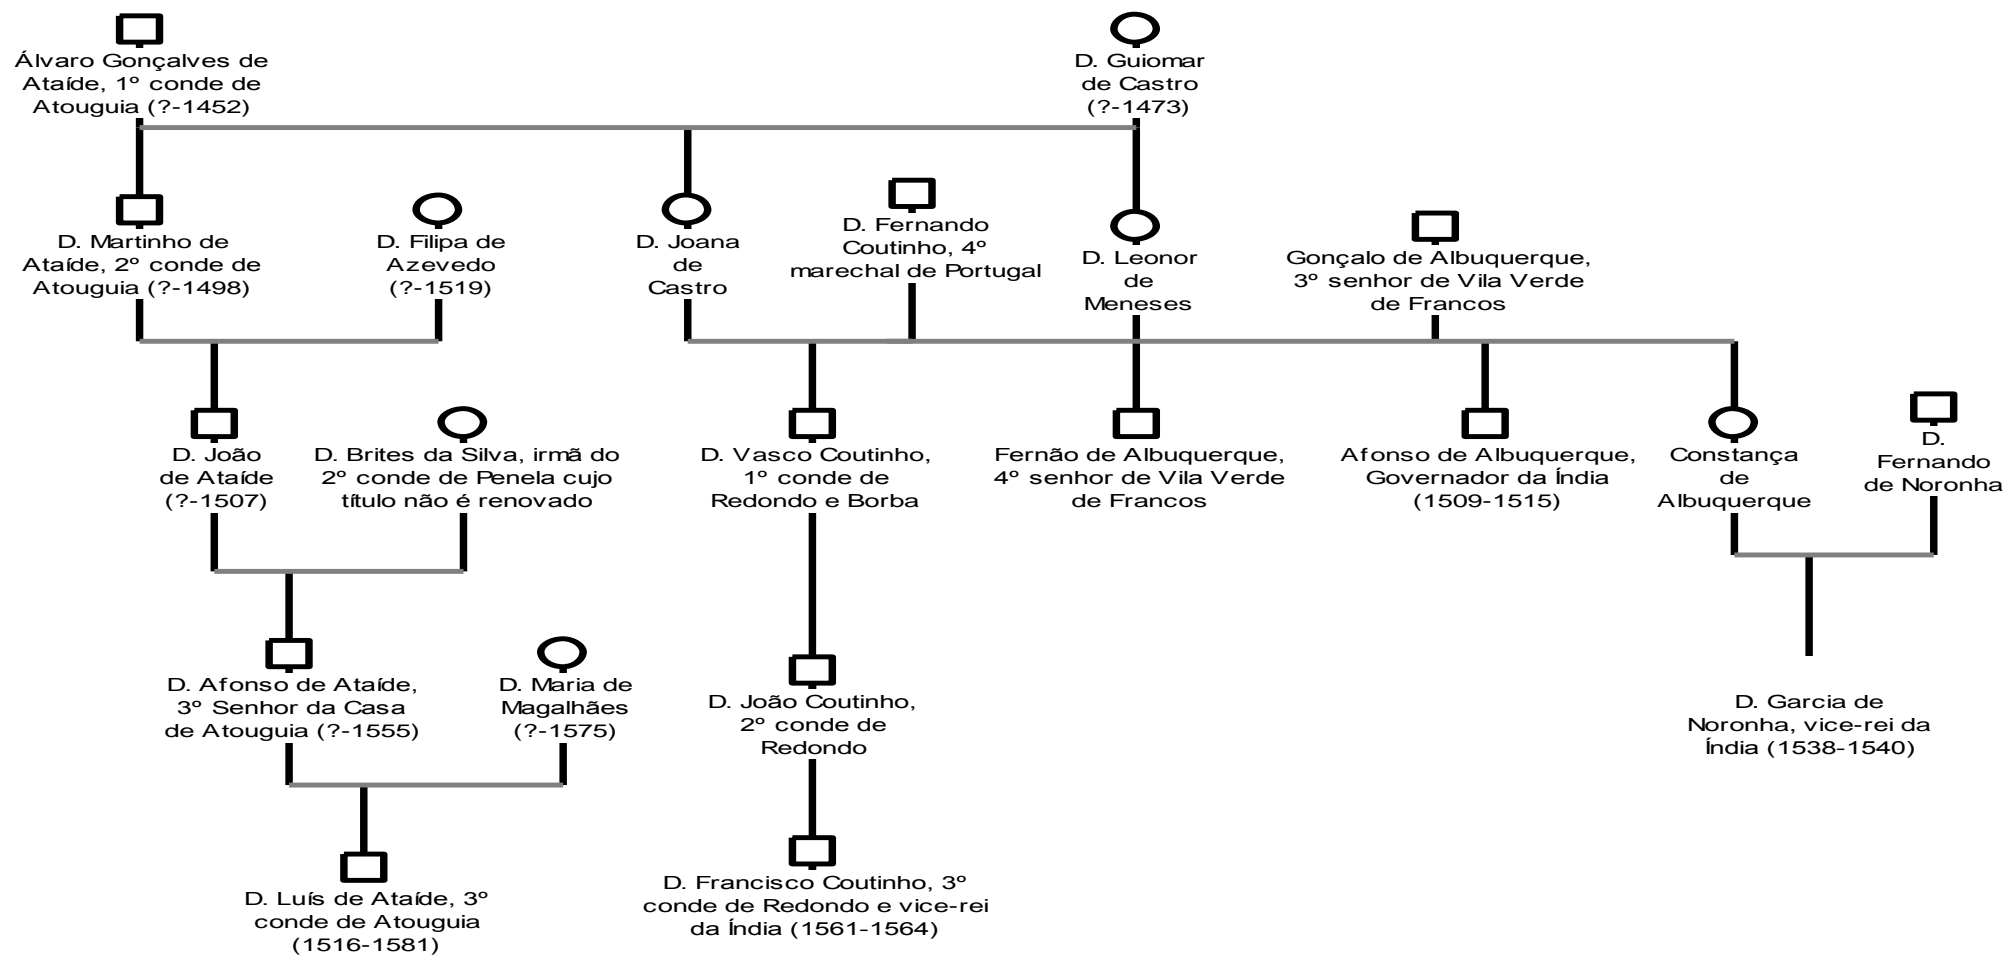 Álvaro Gonçalves de
Ataíde, 1º conde de
Atouguia (?-1452)
D. Guiomar
de Castro
(?-1473)
D. Martinho de
Ataíde, 2º conde de
Atouguia (?-1498)
D. Filipa de
Azevedo
(?-1519)
D. Joana
de
Castro
D. Fernando
Coutinho, 4º
marechal de Portugal
D. Leonor
de
Meneses
Gonçalo de Albuquerque,
3º senhor de Vila Verde
de Francos
D. João
de Ataíde
(?-1507)
D. Brites da Silva, irmã do
2º conde de Penela cujo
título não é renovado
D. Vasco Coutinho,
1º conde de
Redondo e Borba
Fernão de Albuquerque,
4º senhor de Vila Verde
de Francos
Afonso de Albuquerque,
Governador da Índia
(1509-1515)
Constança
de
Albuquerque
D.
Fernando
de Noronha
D. Afonso de Ataíde,
3º Senhor da Casa
de Atouguia (?-1555)
D. Maria de
Magalhães
(?-1575)
D. João Coutinho,
2º conde de
Redondo
D. Garcia de
Noronha, vice-rei da
Índia (1538-1540)
D. Luís de Ataíde, 3º
conde de Atouguia
(1516-1581)
D. Francisco Coutinho, 3º
conde de Redondo e vice-rei
da Índia (1561-1564)